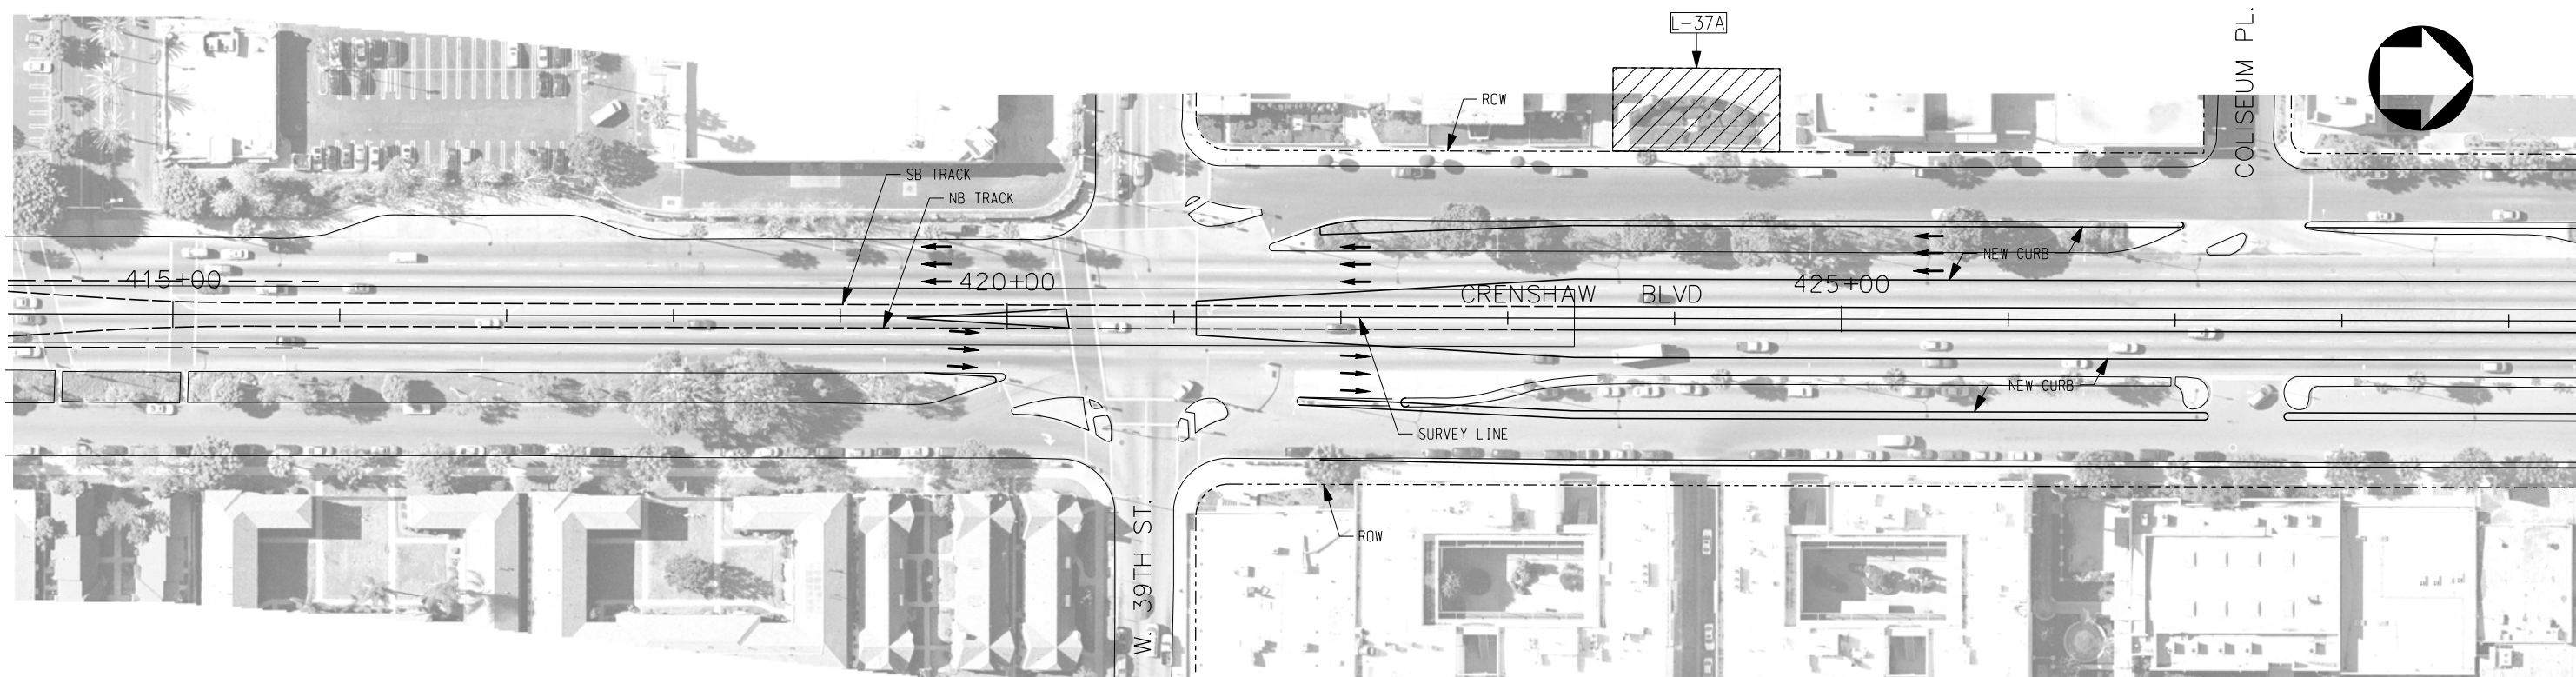 L-37A
COLISEUM PL.
ROW
SB TRACK
NB TRACK
NEW CURB
415+00
420+00
425+00
CRENSHAW BLVD
NEW CURB
SURVEY LINE
W. 39TH ST.
ROW